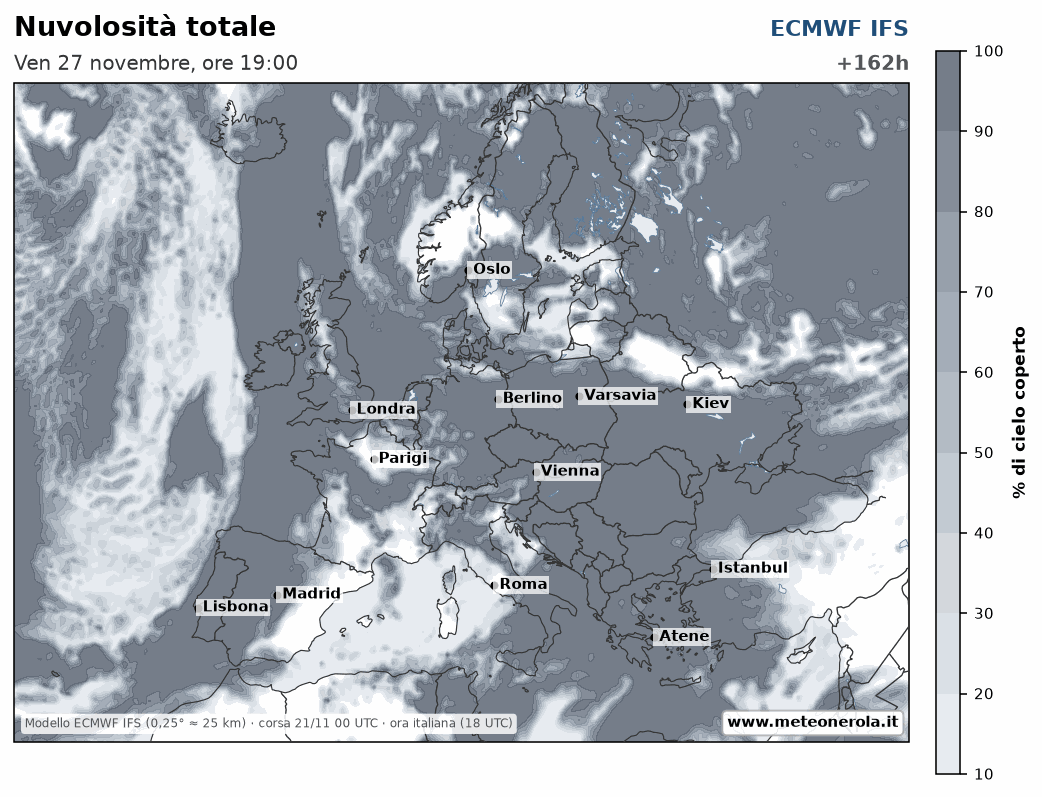 Nuvolosità totale
ECMWF IFS
Ven 27 novembre, ore 19:00
+162h
100
90
80
70
60
50
40
30
20
10
% di cielo coperto
Oslo
Londra
Berlino
Varsavia
Kiev
Parigi
Vienna
Istanbul
Roma
Madrid
Lisbona
Atene
Modello ECMWF IFS (0,25° ≈ 25 km) · corsa 21/11 00 UTC · ora italiana (18 UTC)
www.meteonerola.it